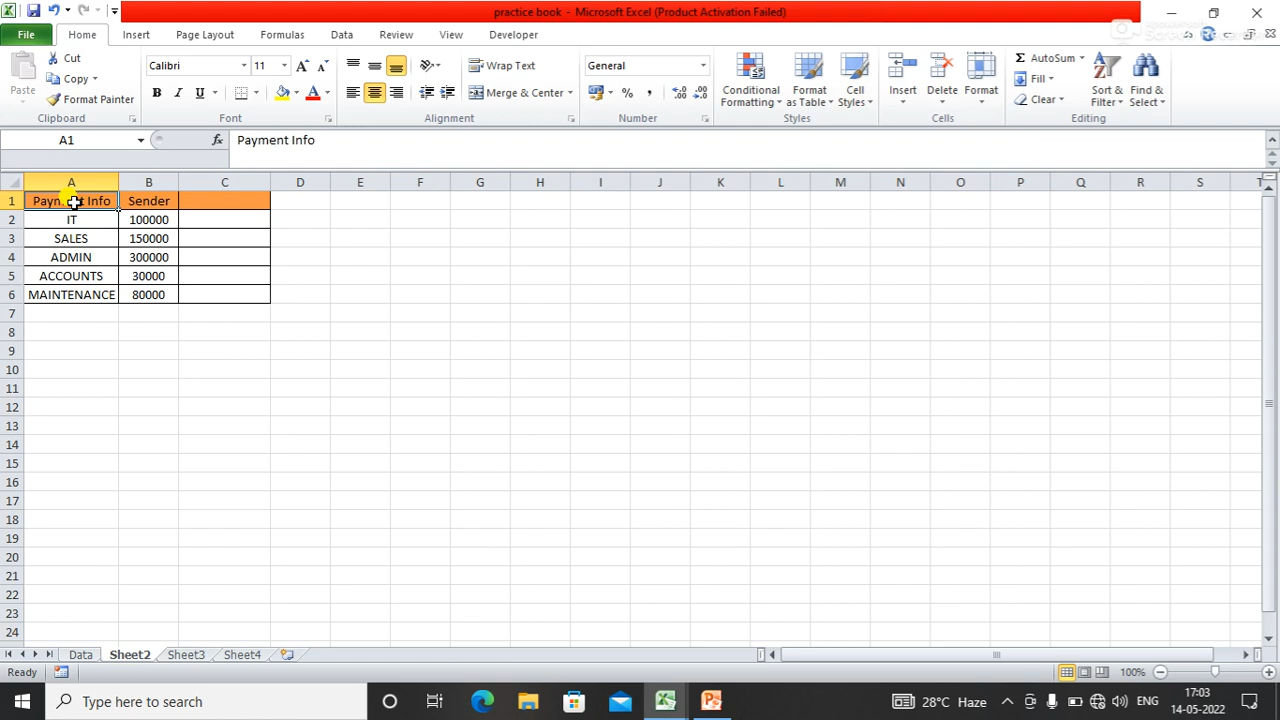 practice book - Microsoft Excel (Product Activation Failed)
File Home Insert Page Layout Formulas Data Review View Developer
Cut
Copy
Format Painter
Paste
Clipboard
Calibri 11
B I U
Font
Wrap Text
Merge & Center
Alignment
General
% ,
Number
Conditional Formatting
Format as Table
Cell Styles
Styles
Insert
Delete
Format
Cells
Σ AutoSum
Fill
Clear
Sort & Filter
Find & Select
Editing
A1 fx Payment Info
A B C D E F G H I J K L M N O P Q R S T
1 Payment Info Sender
2 IT 100000
3 SALES 150000
4 ADMIN 300000
5 ACCOUNTS 30000
6 MAINTENANCE 80000
7
8
9
10
11
12
13
14
15
16
17
18
19
20
21
22
23
24
Data Sheet2 Sheet3 Sheet4
Ready 100%
Type here to search
28°C Haze ENG 17:03
14-05-2022